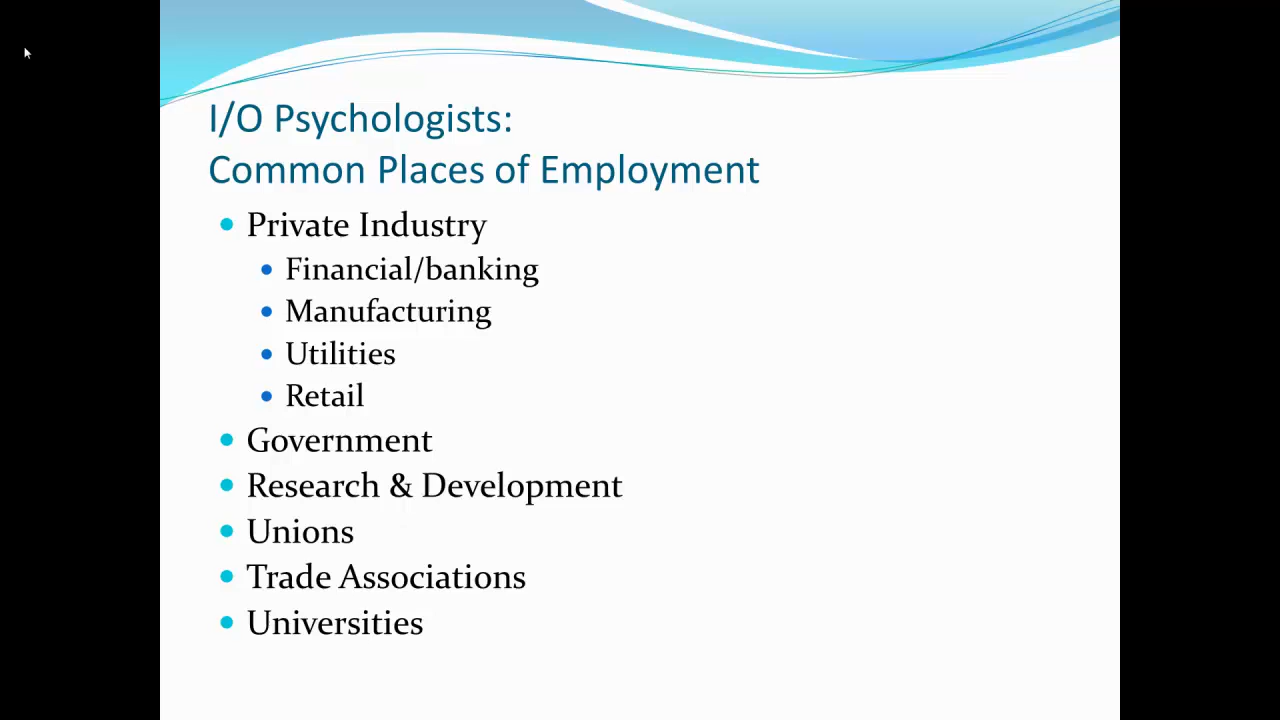 I/O Psychologists:
Common Places of Employment
Private Industry
Financial/banking
Manufacturing
Utilities
Retail
Government
Research & Development
Unions
Trade Associations
Universities